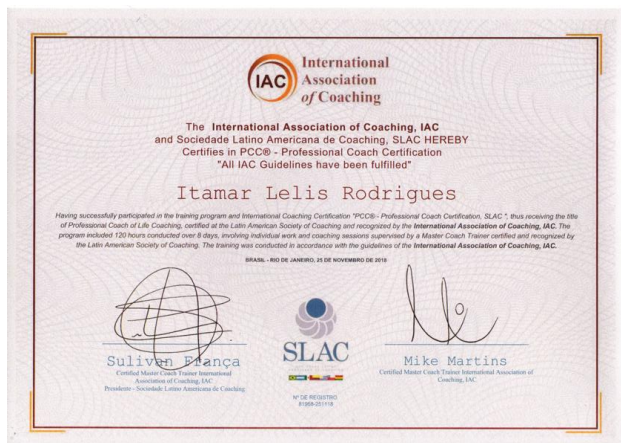 IAC
International
Association
of Coaching
The International Association of Coaching, IAC
and Sociedade Latino Americana de Coaching, SLAC HEREBY
Certifies in PCC® - Professional Coach Certification
"All IAC Guidelines have been fulfilled"
Itamar Lelis Rodrigues
Having successfully participated in the training program and International Coaching Certification "PCC® - Professional Coach Certification, SLAC ", thus receiving the title
of Professional Coach of Life Coaching, certified at the Latin American Society of Coaching and recognized by the International Association of Coaching, IAC. The
program included 120 hours conducted over 8 days, involving individual work and coaching sessions supervised by a Master Coach Trainer certified and recognized by
the Latin American Society of Coaching. The training was conducted in accordance with the guidelines of the International Association of Coaching, IAC.
BRASIL - RIO DE JANEIRO, 25 DE NOVEMBRO DE 2018
Sulivan França
Certified Master Coach Trainer International
Association of Coaching, IAC
Presidente - Sociedade Latino Americana de Coaching
SLAC
Nº DE REGISTRO
Mike Martins
Certified Master Coach Trainer International Association of
Coaching, IAC